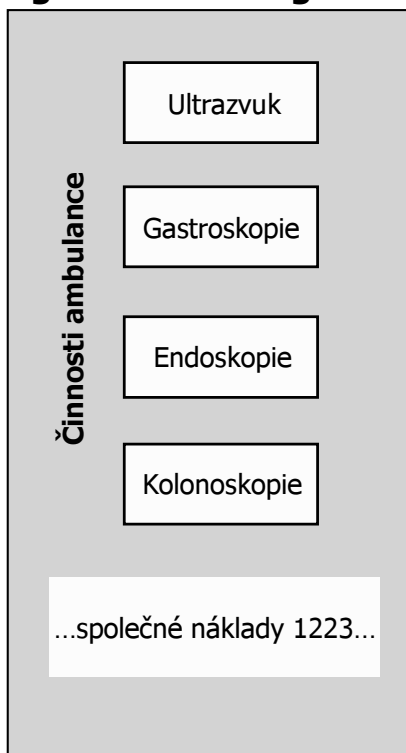 Ultrazvuk
Gastroskopie
Činnosti ambulance
Endoskopie
Kolonoskopie
...společné náklady 1223...